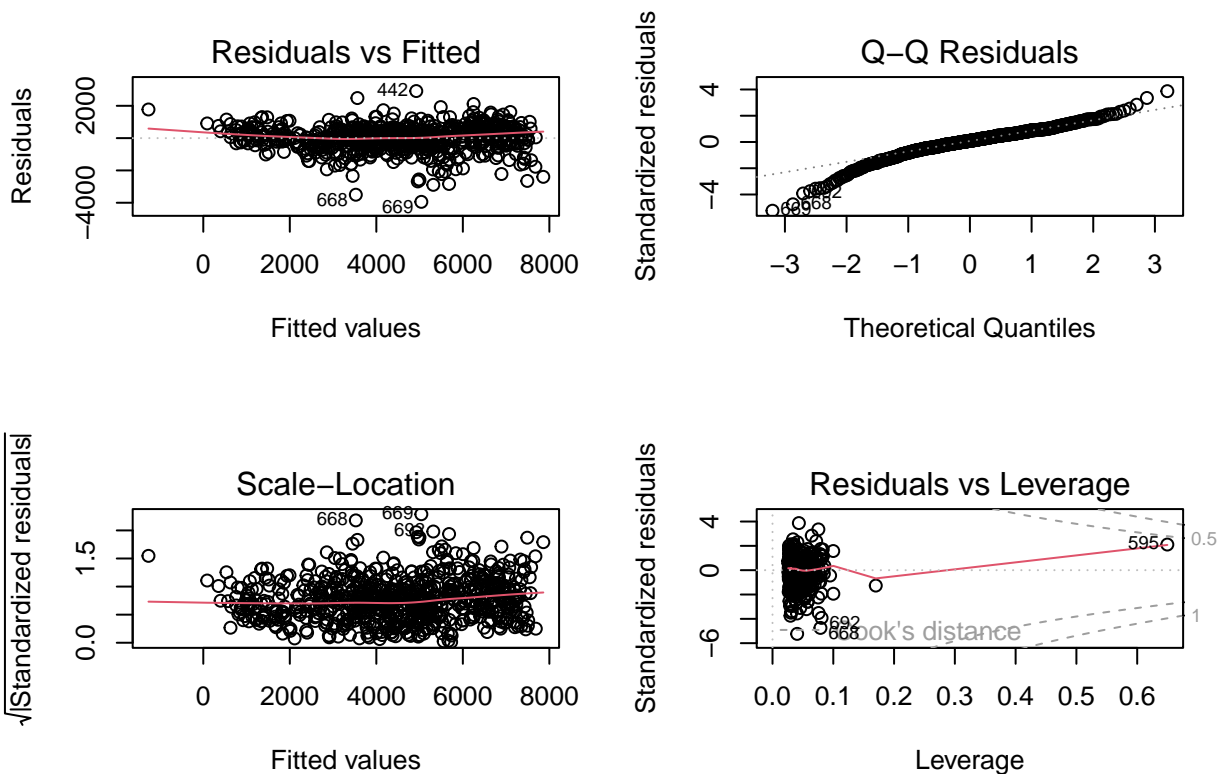 Residuals vs Fitted
Residuals
2000
−4000
442
668
669
0 2000 4000 6000 8000
Fitted values
Q−Q Residuals
Standardized residuals
4
0
−4
669
668
−3 −2 −1 0 1 2 3
Theoretical Quantiles
Scale−Location
√|Standardized residuals|
1.5
0.0
668
669
0 2000 4000 6000 8000
Fitted values
Residuals vs Leverage
Standardized residuals
4
0
−6
595
0.5
1
692
668
Cook's distance
0.0 0.1 0.2 0.3 0.4 0.5 0.6
Leverage